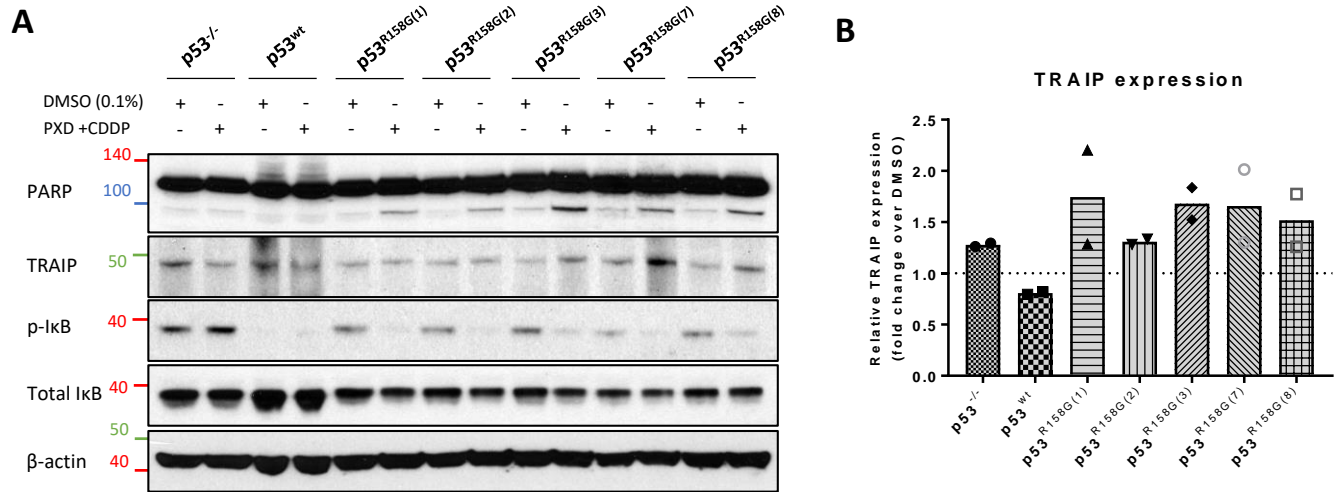 A
p53-/- p53wt p53R158G(1) p53R158G(2) p53R158G(3) p53R158G(7) p53R158G(8)
DMSO (0.1%) + - + - + - + - + - + - + -
PXD +CDDP - + - + - + - + - + - + - +
140
PARP
100
TRAIP
50
p-IκB
40
Total IκB
40
50
β-actin
40
B
TRAIP expression
Relative TRAIP expression
(fold change over DMSO)
2.5
2.0
1.5
1.0
0.5
0.0
p53-/-
p53wt
p53R158G(1)
p53R158G(2)
p53R158G(3)
p53R158G(7)
p53R158G(8)